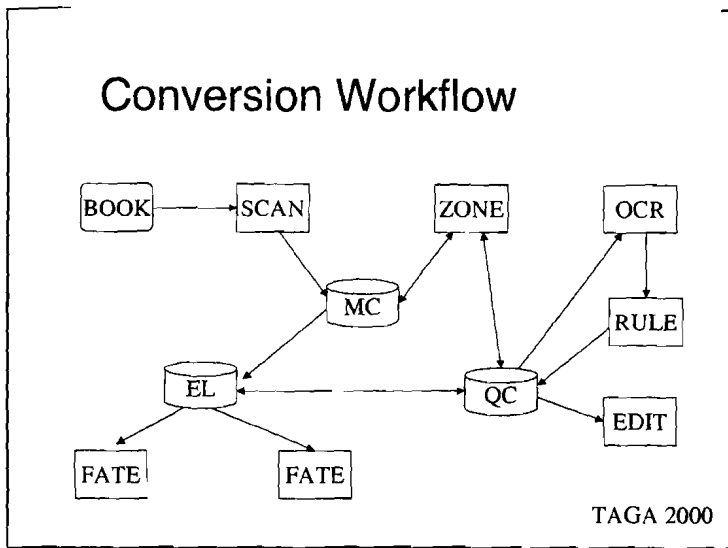 Conversion Workflow
BOOK
SCAN
ZONE
OCR
MC
RULE
EL
QC
EDIT
FATE
FATE
TAGA 2000